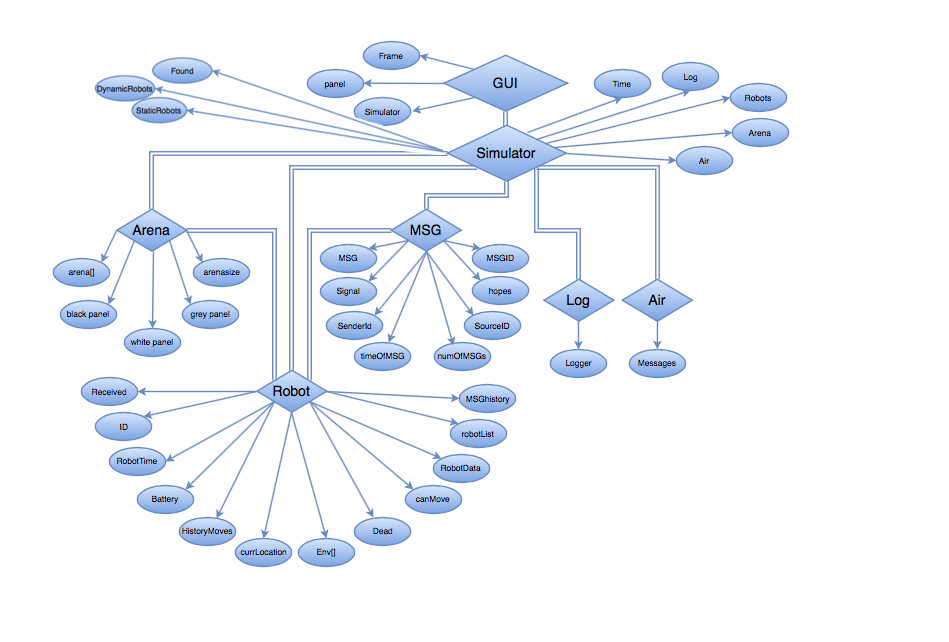 Frame
GUI
Found
panel
Time
Log
DynamicRobots
Robots
StaticRobots
Simulator
Arena
Simulator
Air
Arena
MSG
MSG
MSGID
arena[]
arenasize
Signal
hopes
Log
Air
black panel
grey panel
SenderId
SourceID
white panel
timeOfMSG
numOfMSGs
Logger
Messages
Received
Robot
MSGhistory
ID
robotList
RobotTime
RobotData
Battery
canMove
HistoryMoves
Dead
currLocation
Env[]